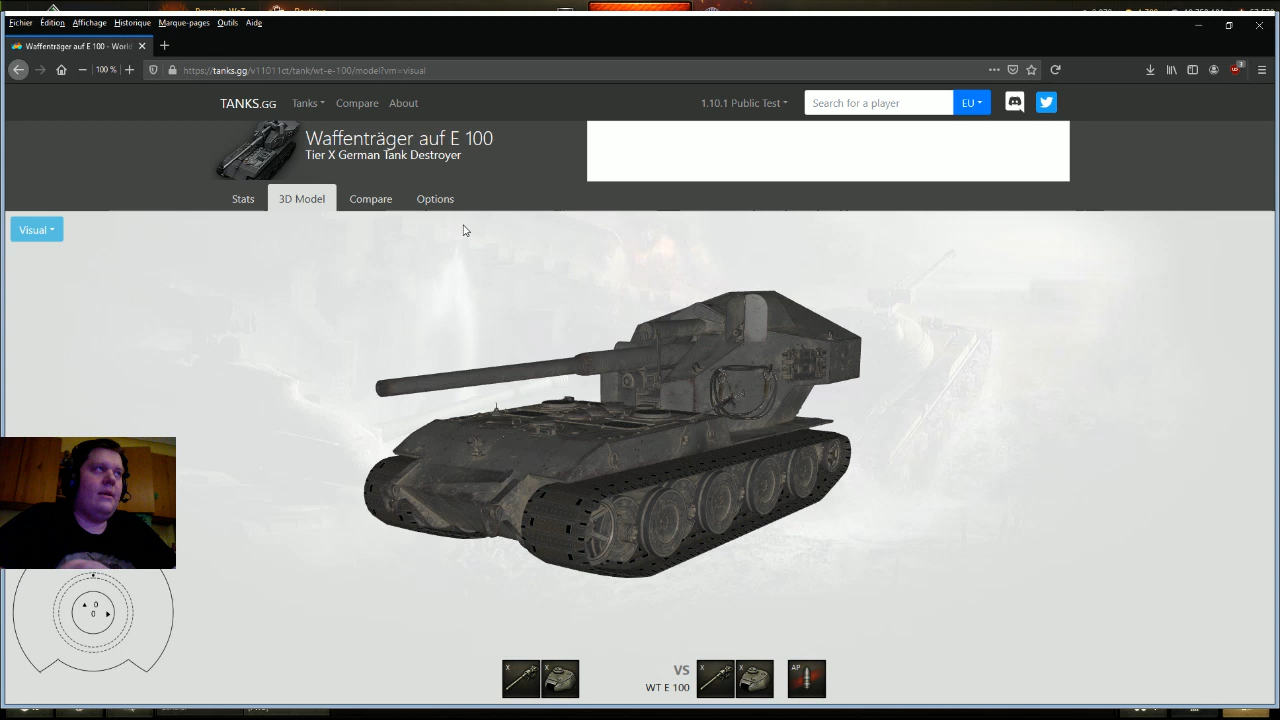 Fichier Édition Affichage Historique Marque-pages Outils Aide
Waffenträger auf E 100 - World
100 %
https://tanks.gg/v11011ct/tank/wt-e-100/model?vm=visual
TANKS.GG Tanks Compare About 1.10.1 Public Test Search for a player EU
Waffenträger auf E 100
Tier X German Tank Destroyer
Stats 3D Model Compare Options
Visual
0
0
X X VS X X AP
WT E 100